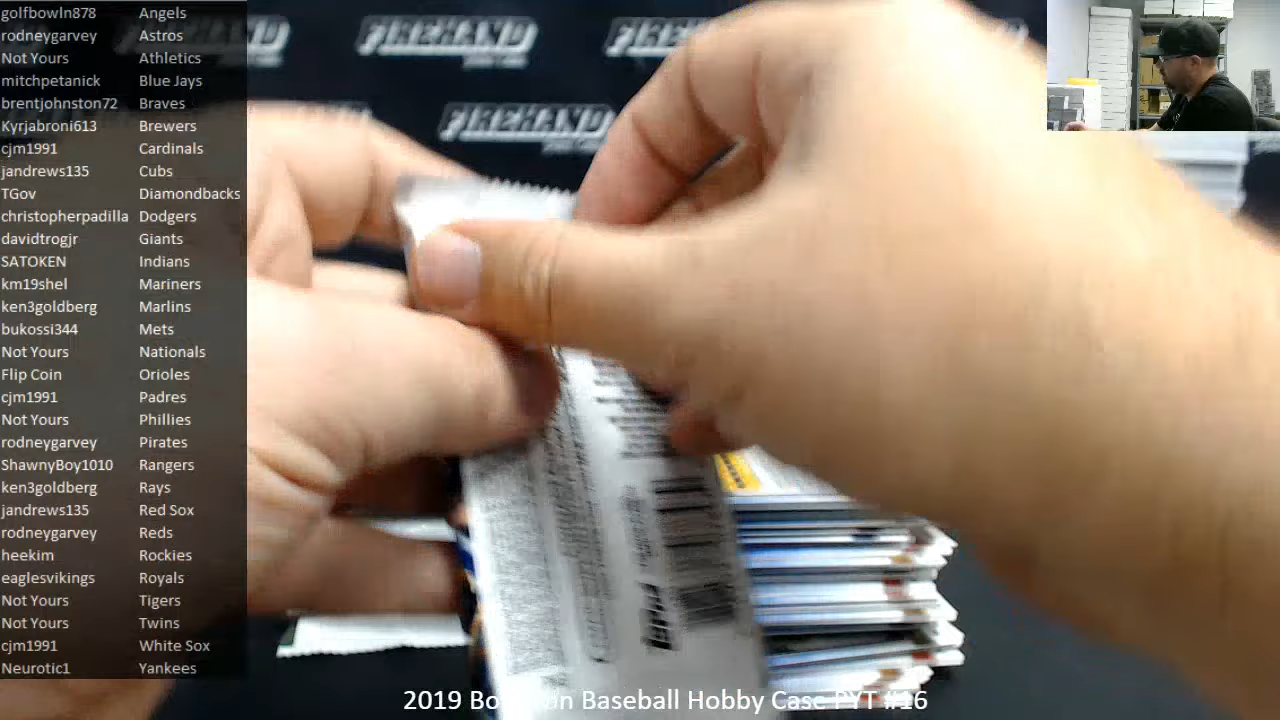 golfbowln878 Angels
rodneygarvey Astros
Not Yours Athletics
mitchpetanick Blue Jays
brentjohnston72 Braves
Kyrjabroni613 Brewers
cjm1991 Cardinals
jandrews135 Cubs
TGov Diamondbacks
christopherpadilla Dodgers
davidtrogjr Giants
SATOKEN Indians
km19shel Mariners
ken3goldberg Marlins
bukossi344 Mets
Not Yours Nationals
Flip Coin Orioles
cjm1991 Padres
Not Yours Phillies
rodneygarvey Pirates
ShawnyBoy1010 Rangers
ken3goldberg Rays
jandrews135 Red Sox
rodneygarvey Reds
heekim Rockies
eaglesvikings Royals
Not Yours Tigers
Not Yours Twins
cjm1991 White Sox
Neurotic1 Yankees
FIREHAND FIREHAND
FIREHAND
2019 Bowman Baseball Hobby Case PYT #16